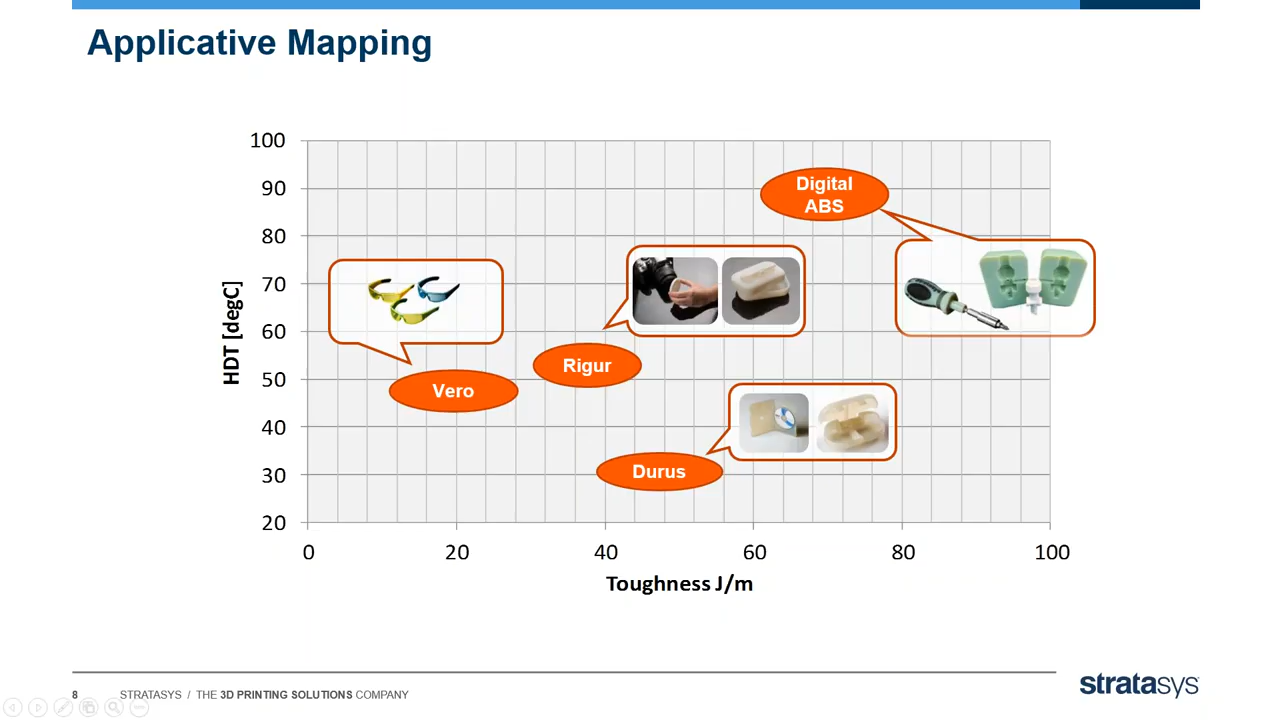 Applicative Mapping
100
90
80
70
60
50
40
30
20
HDT [degC]
Digital
ABS
Rigur
Vero
Durus
0 20 40 60 80 100
Toughness J/m
8 STRATASYS / THE 3D PRINTING SOLUTIONS COMPANY
stratasys